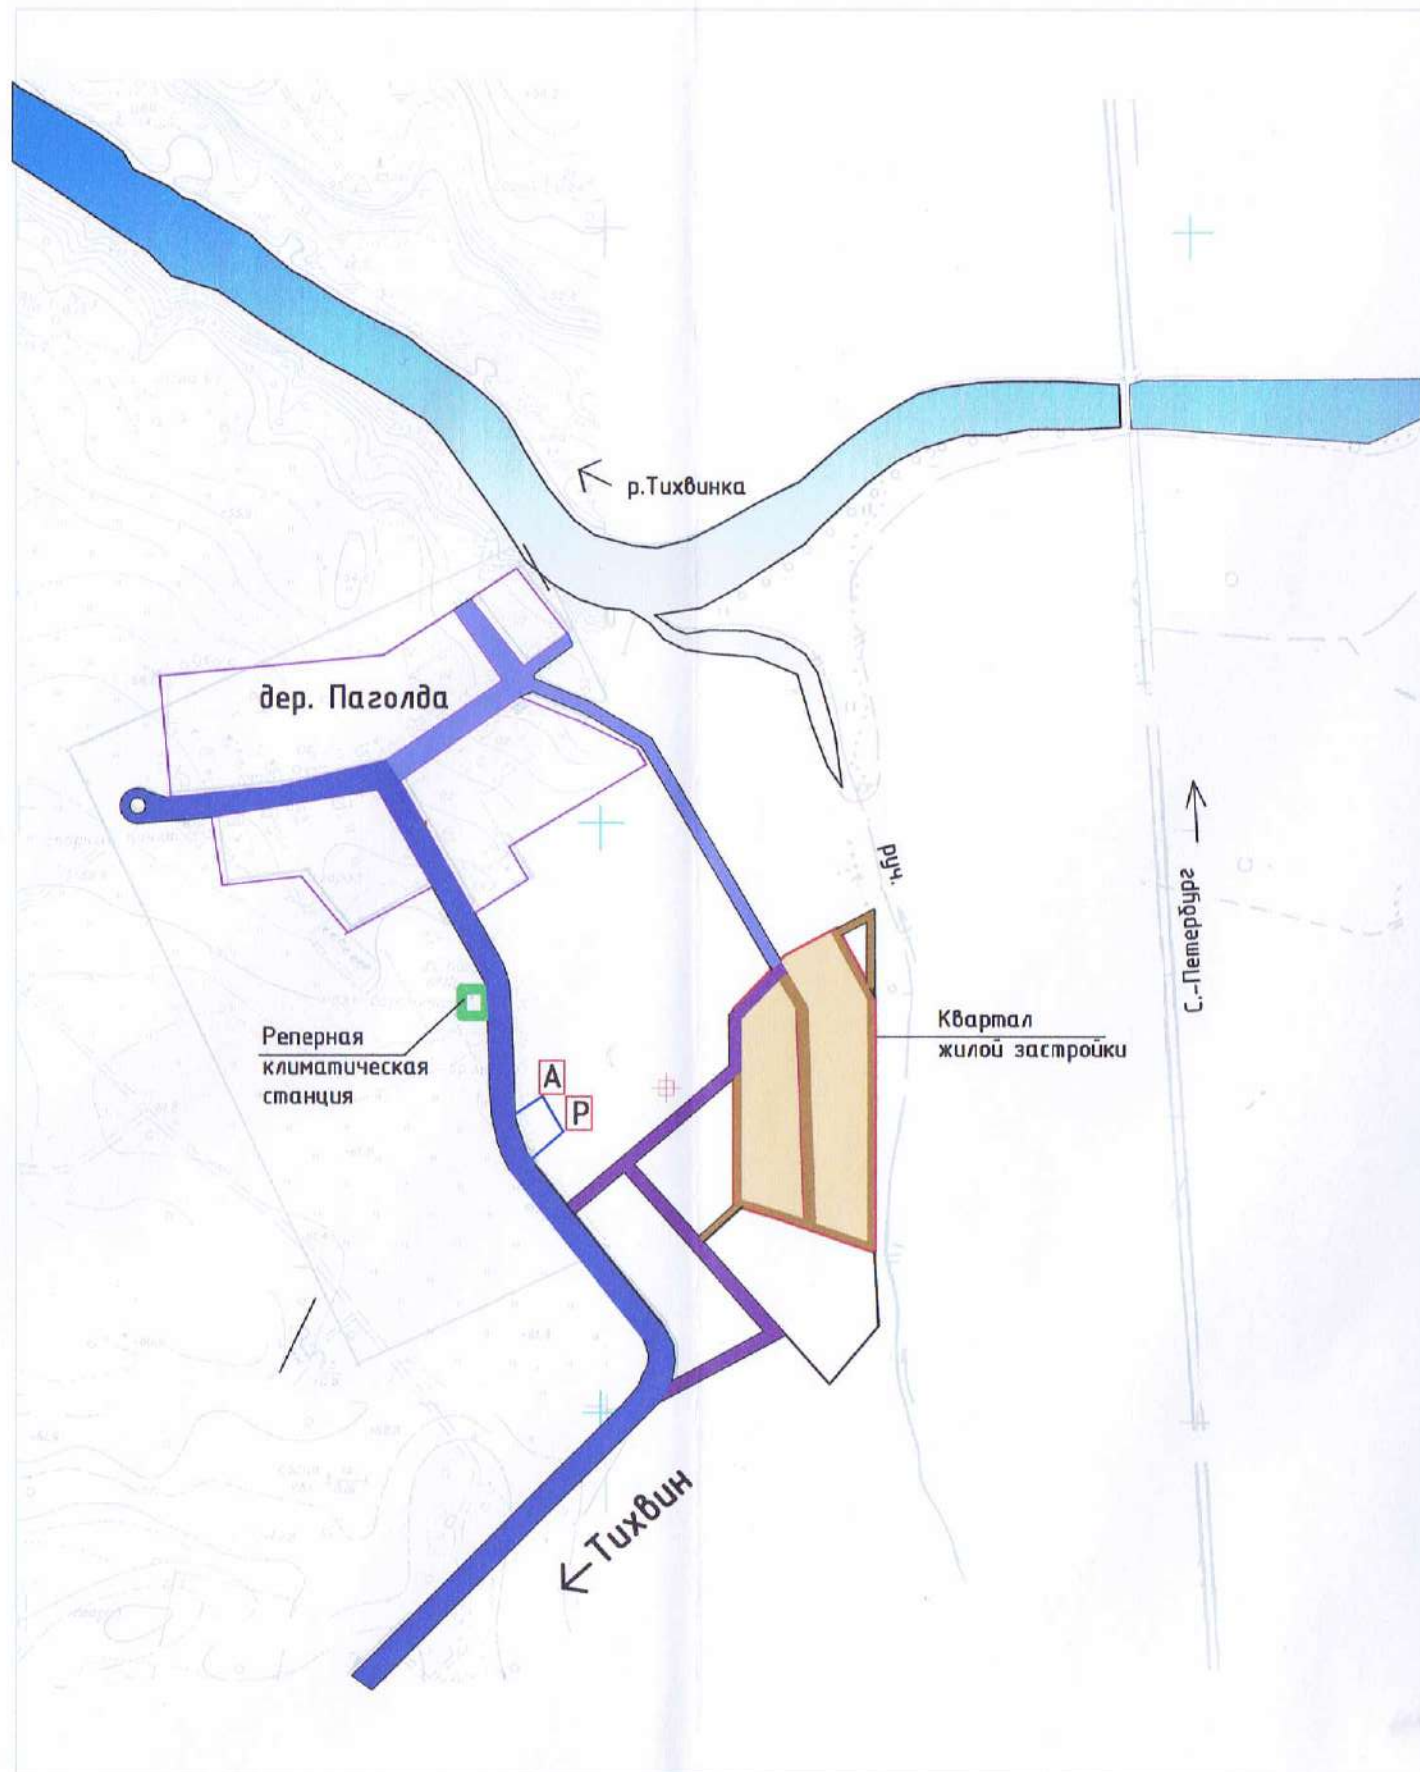 р.Тихвинка
дер. Паголда
руч.
С.-Петербург
Реперная
климатическая
станция
Квартал
жилой застройки
А
Р
Тихвин